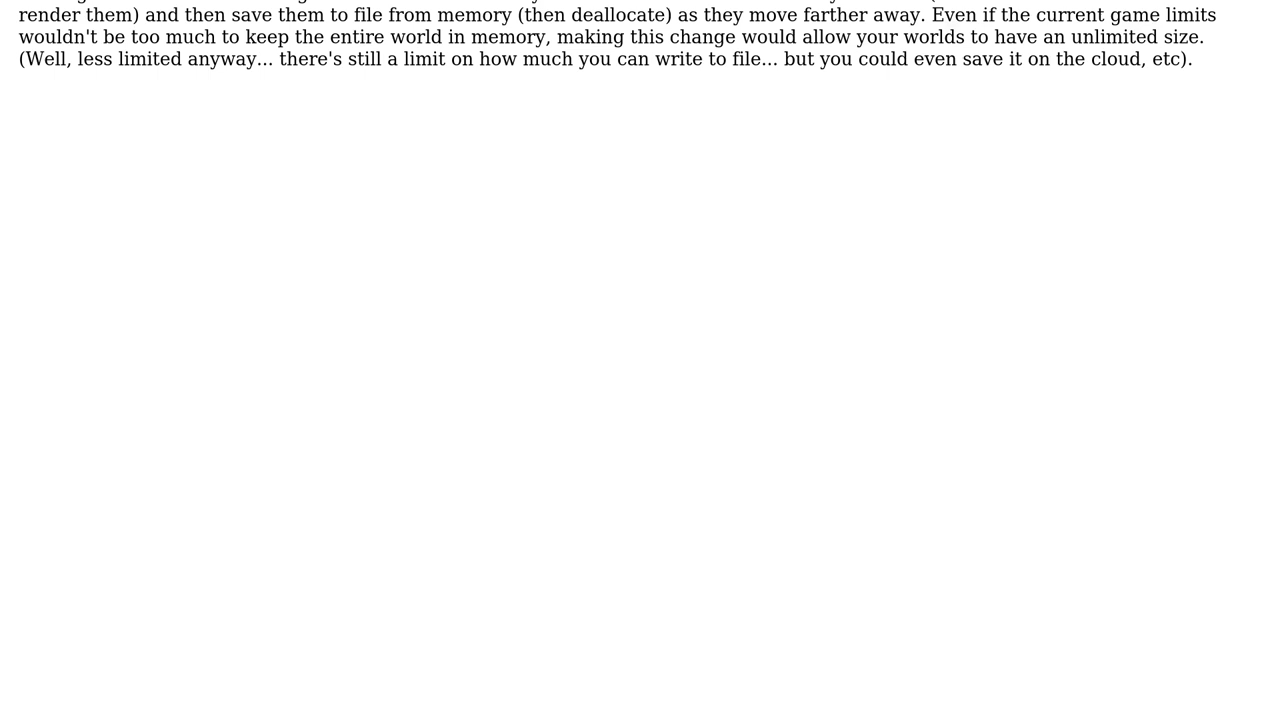 render them) and then save them to file from memory (then deallocate) as they move farther away. Even if the current game limits
wouldn't be too much to keep the entire world in memory, making this change would allow your worlds to have an unlimited size.
(Well, less limited anyway... there's still a limit on how much you can write to file... but you could even save it on the cloud, etc).